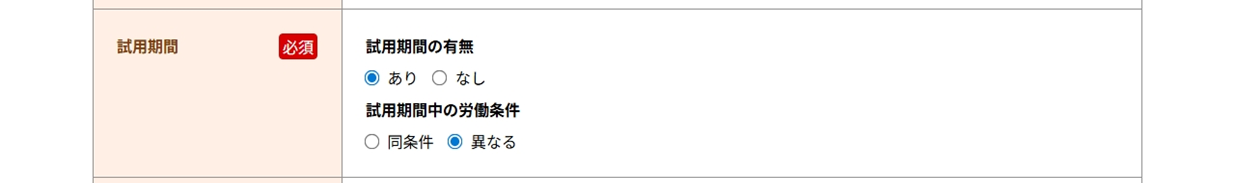 試用期間 必須
試用期間の有無
あり なし
試用期間中の労働条件
同条件 異なる